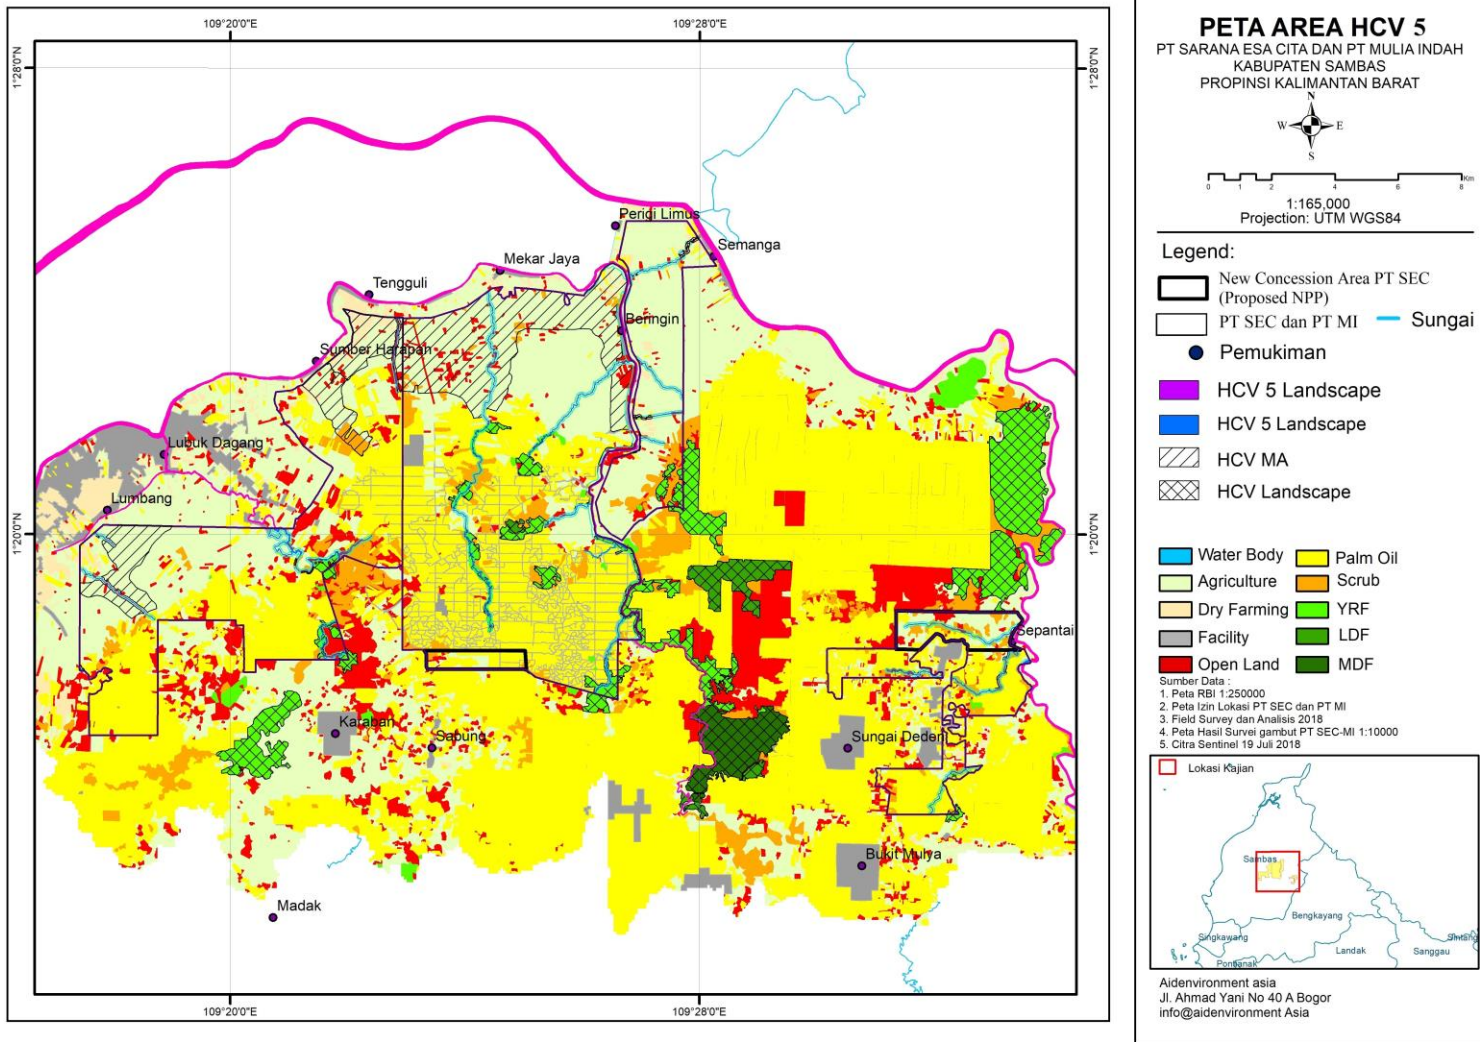 109°20'0"E
109°28'0"E
1°28'0"N
1°28'0"N
Perigi Limus
Semanga
Mekar Jaya
Tengguli
Beringin
Sumber Harapan
Lubuk Dagang
Lumbang
1°20'0"N
1°20'0"N
Sepantai
Karaban
Sapung
Sungai Dedeni
Bukit Mulya
Madak
109°20'0"E
109°28'0"E
PETA AREA HCV 5
PT SARANA ESA CITA DAN PT MULIA INDAH
KABUPATEN SAMBAS
PROPINSI KALIMANTAN BARAT
N
W
E
S
0 1 2 4 6 8
Km
1:165,000
Projection: UTM WGS84
Legend:
New Concession Area PT SEC
(Proposed NPP)
PT SEC dan PT MI
Sungai
Pemukiman
HCV 5 Landscape
HCV 5 Landscape
HCV MA
HCV Landscape
Water Body
Palm Oil
Agriculture
Scrub
Dry Farming
YRF
Facility
LDF
Open Land
MDF
Sumber Data :
1. Peta RBI 1:250000
2. Peta Izin Lokasi PT SEC dan PT MI
3. Field Survey dan Analisis 2018
4. Peta Hasil Survei gambut PT SEC-MI 1:10000
5. Citra Sentinel 19 Juli 2018
Lokasi Kajian
Sambas
Bengkayang
Singkawang
Landak
Sanggau
Sintang
Pontianak
Aidenvironment asia
Jl. Ahmad Yani No 40 A Bogor
info@aidenvironment Asia